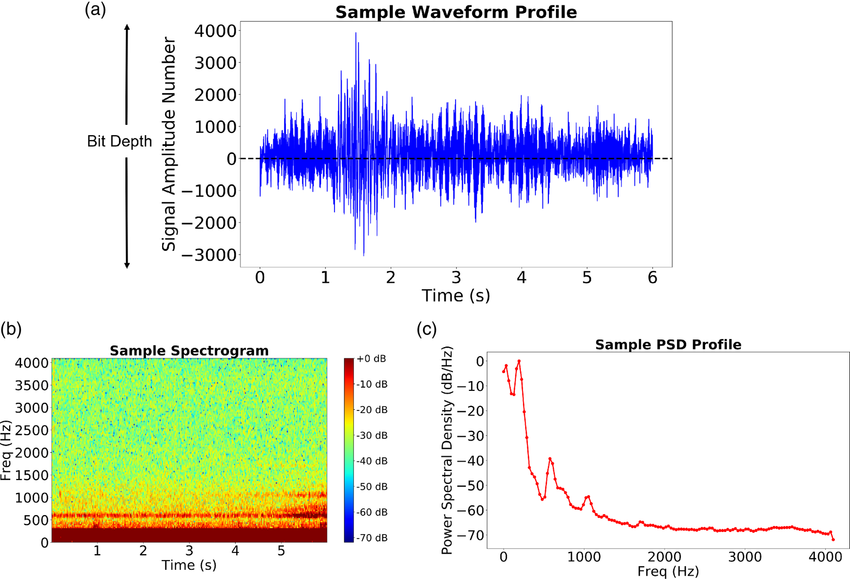 (a)
Sample Waveform Profile
Bit Depth
Signal Amplitude Number
4000
3000
2000
1000
0
−1000
−2000
−3000
0 1 2 3 4 5 6
Time (s)
(b)
Sample Spectrogram
Freq (Hz)
4000
3500
3000
2500
2000
1500
1000
500
0
1 2 3 4 5
Time (s)
+0 dB
-10 dB
-20 dB
-30 dB
-40 dB
-50 dB
-60 dB
-70 dB
(c)
Sample PSD Profile
Power Spectral Density (dB/Hz)
0
−10
−20
−30
−40
−50
−60
−70
0 1000 2000 3000 4000
Freq (Hz)